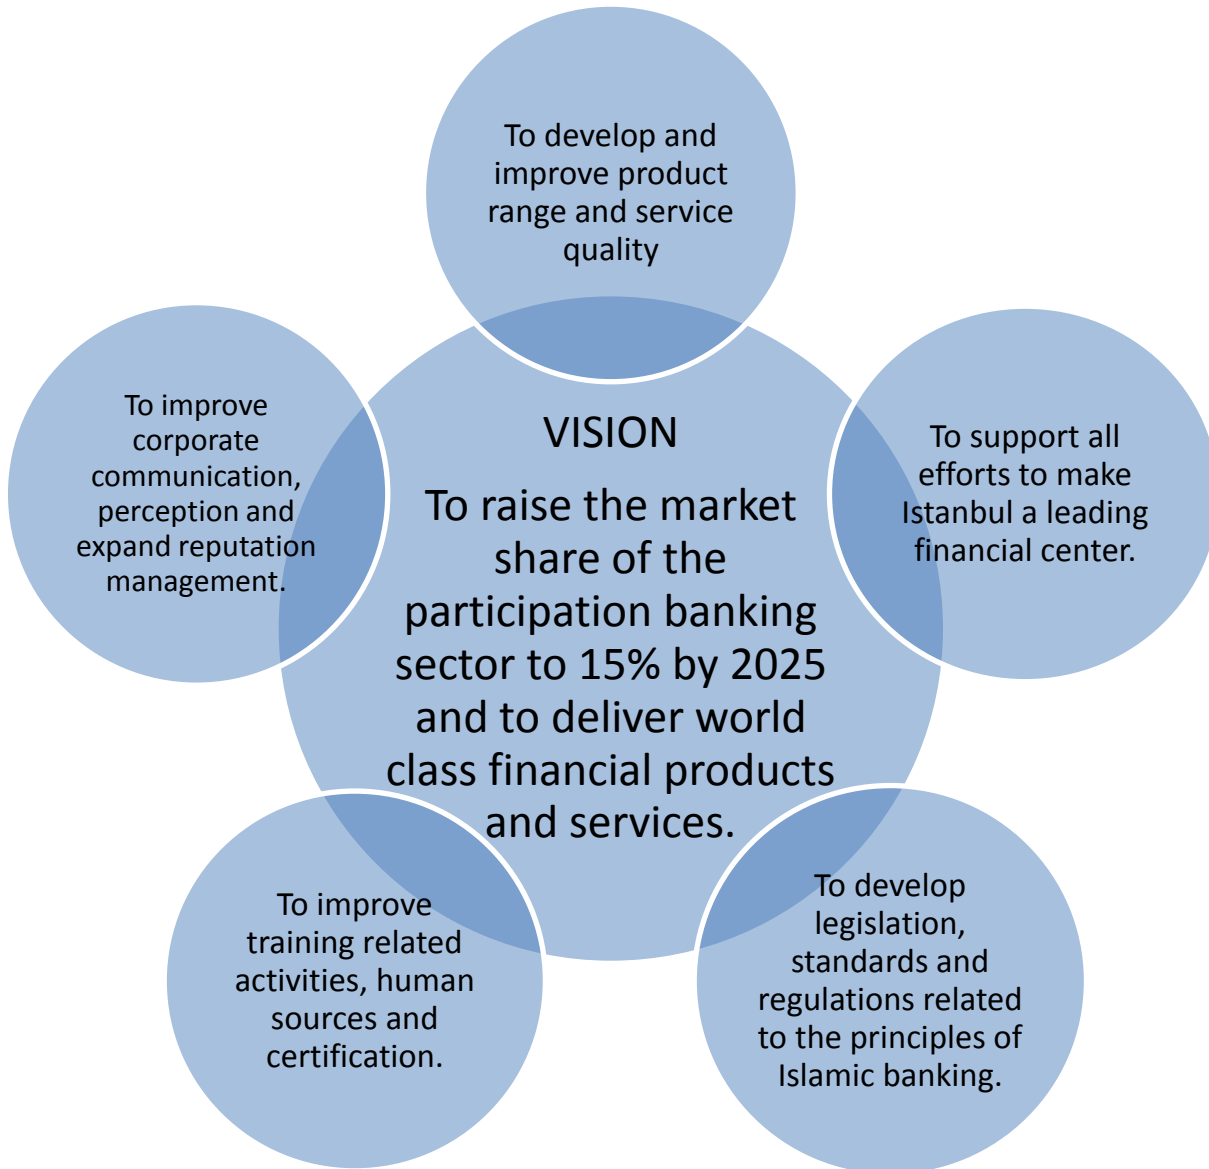 To develop and
improve product
range and service
quality
To improve
corporate
communication,
perception and
expand reputation
management.
VISION
To raise the market
share of the
participation banking
sector to 15% by 2025
and to deliver world
class financial products
and services.
To support all
efforts to make
Istanbul a leading
financial center.
To improve
training related
activities, human
sources and
certification.
To develop
legislation,
standards and
regulations related
to the principles of
Islamic banking.